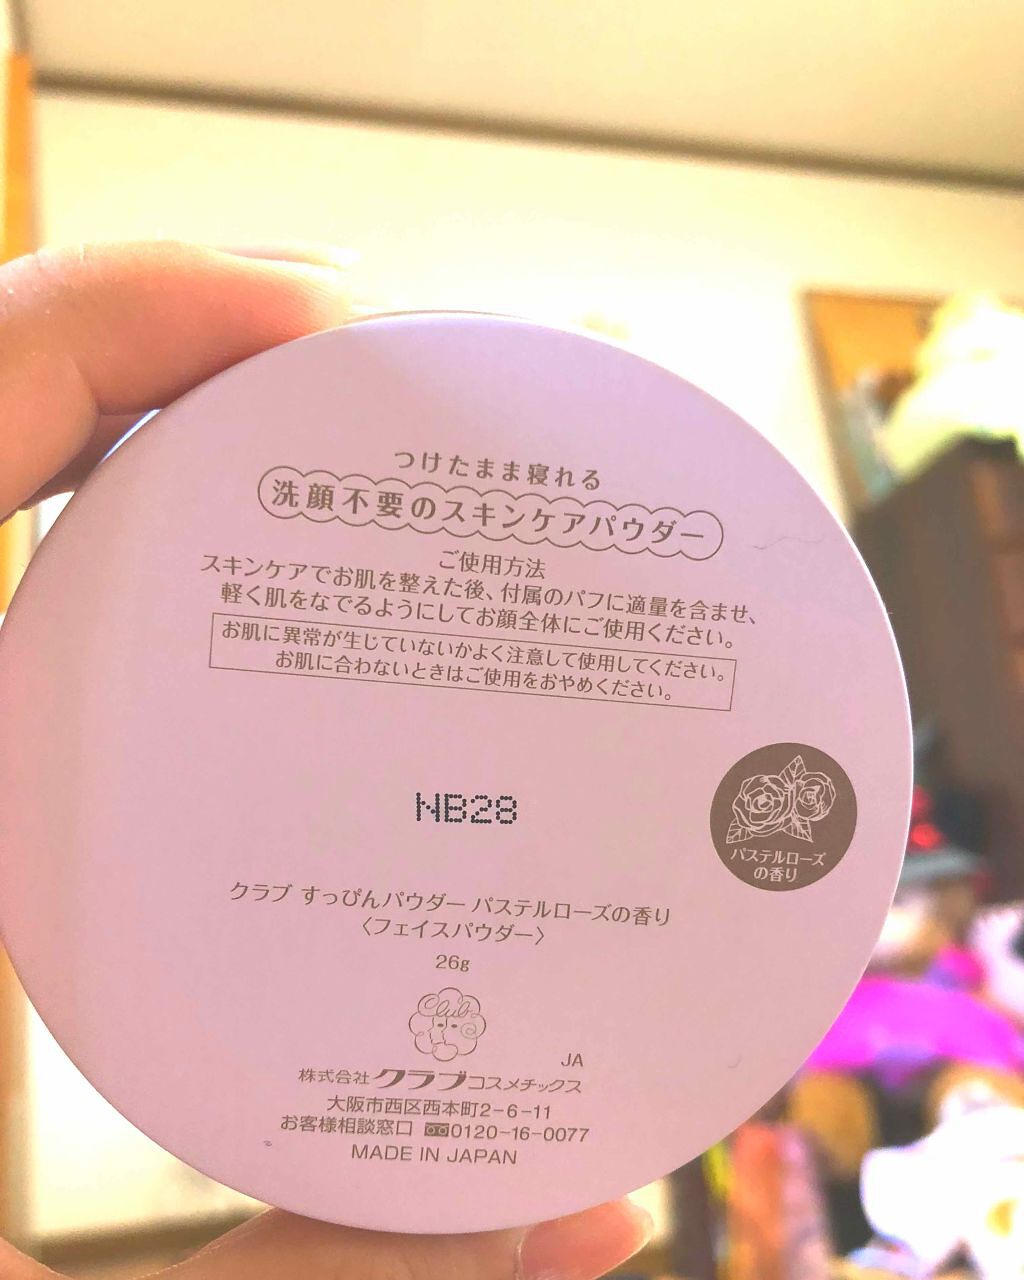 つけたまま寝れる
洗顔不要のスキンケアパウダー
ご使用方法
スキンケアでお肌を整えた後、付属のパフに適量を含ませ、
軽く肌をなでるようにしてお顔全体にご使用ください。
お肌に異常が生じていないかよく注意して使用してください。
お肌に合わないときはご使用をおやめください。
NB28
パステルローズ
の香り
クラブ すっぴんパウダー パステルローズの香り
〈フェイスパウダー〉
26g
Club
JA
株式会社クラブコスメチックス
大阪市西区西本町2-6-11
お客様相談窓口 0120-16-0077
MADE IN JAPAN